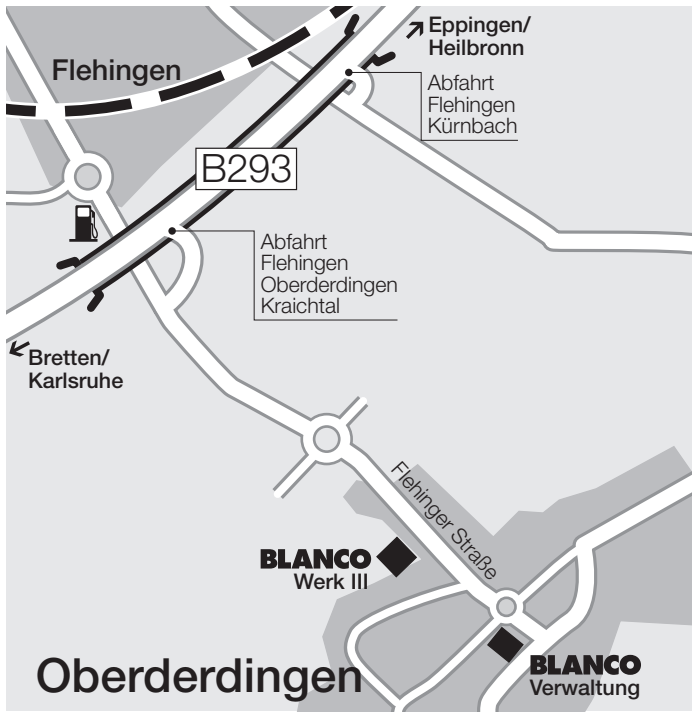 Eppingen/
Heilbronn
Flehingen
Abfahrt
Flehingen
Kürnbach
B293
Abfahrt
Flehingen
Oberderdingen
Kraichtal
Bretten/
Karlsruhe
Flehinger Straße
BLANCO
Werk III
Oberderdingen
BLANCO
Verwaltung